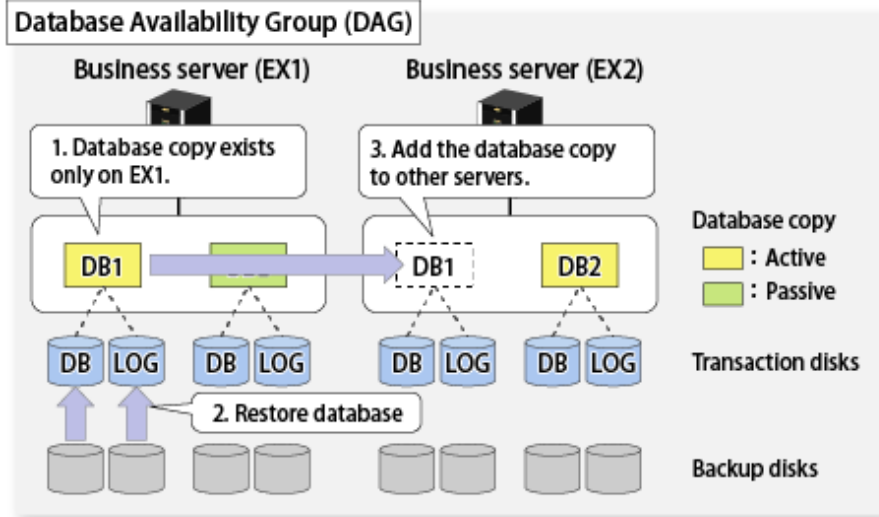 Database Availability Group (DAG)
Business server (EX1)
Business server (EX2)
1. Database copy exists
only on EX1.
3. Add the database copy
to other servers.
DB1
DB1
DB2
Database copy
: Active
: Passive
DB
LOG
DB
LOG
DB
LOG
DB
LOG
Transaction disks
2. Restore database
Backup disks